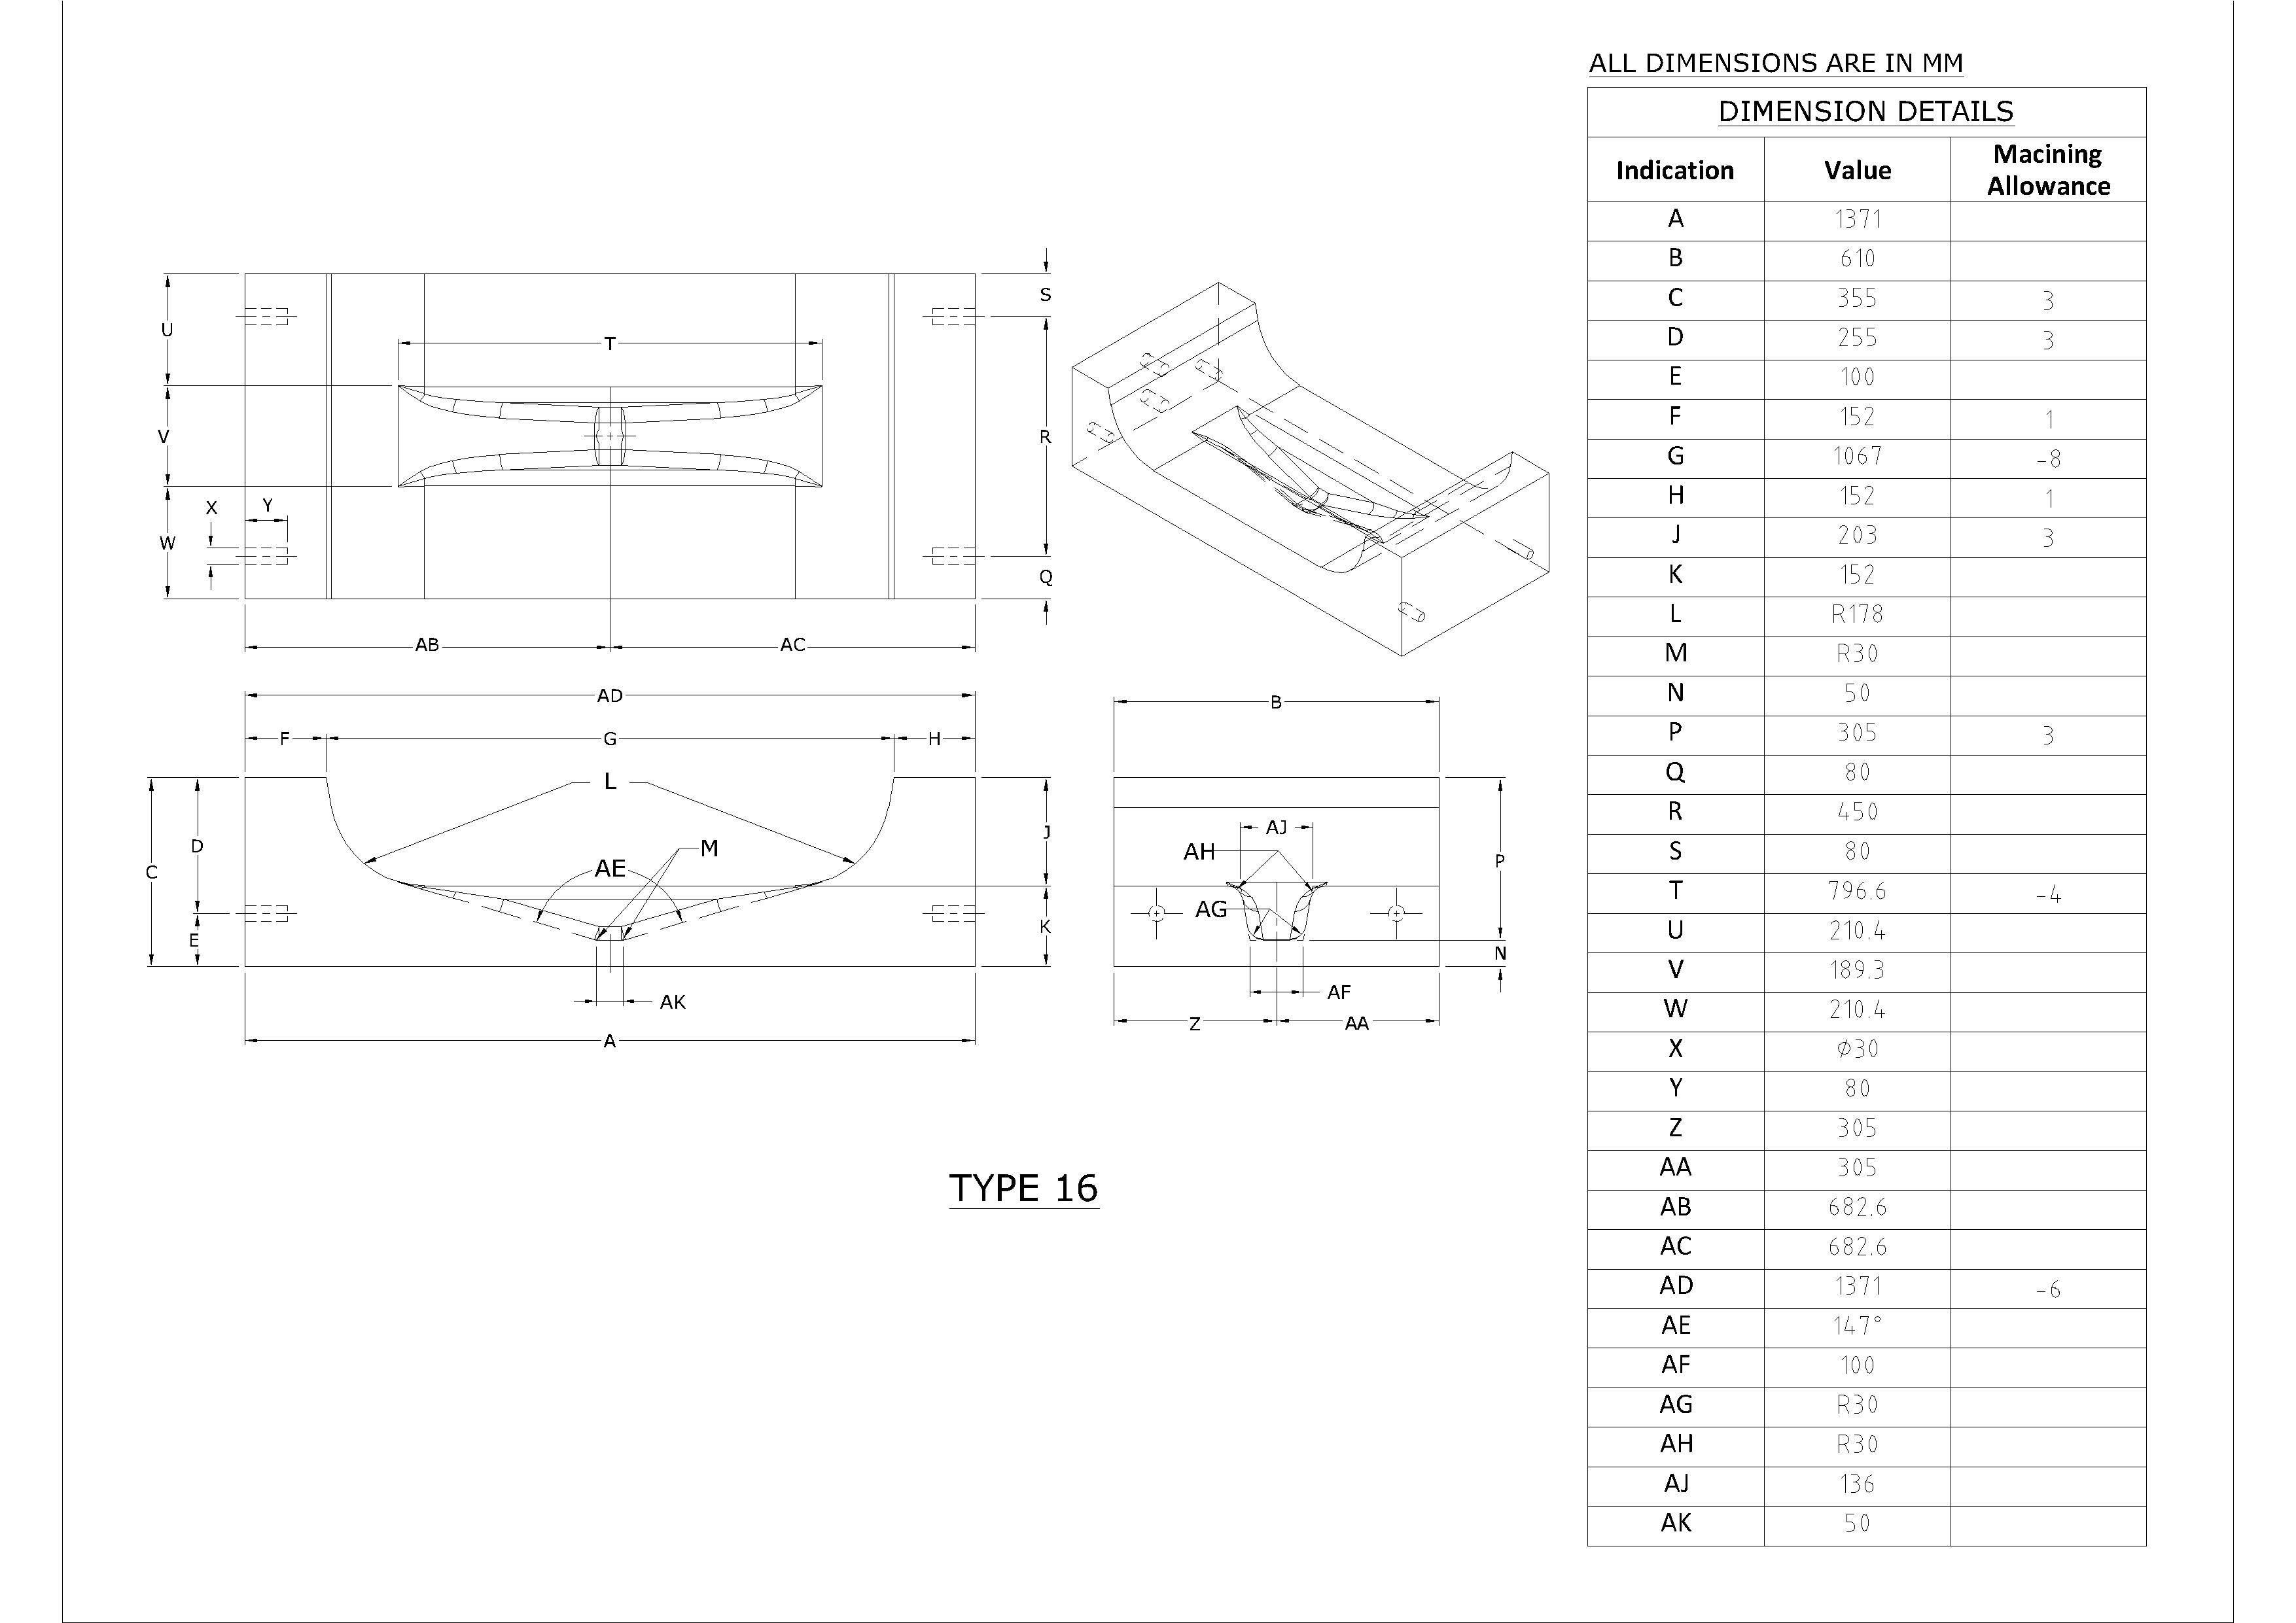 ALL DIMENSIONS ARE IN MM
DIMENSION DETAILS
Indication Value Macining Allowance
A 1371
B 610
C 355 3
D 255 3
E 100
F 152 1
G 1067 -8
H 152 1
J 203 3
K 152
L R178
M R30
N 50
P 305 3
Q 80
R 450
S 80
T 796.6 -4
U 210.4
V 189.3
W 210.4
X Ø30
Y 80
Z 305
AA 305
AB 682.6
AC 682.6
AD 1371 -6
AE 147°
AF 100
AG R30
AH R30
AJ 136
AK 50
S
U
T
V
R
X Y
W
Q
AB AC
AD
F G H
L
J
D
M
C
AE
K
E
AK
A
B
AJ
AH
P
AG
N
AF
Z AA
TYPE 16